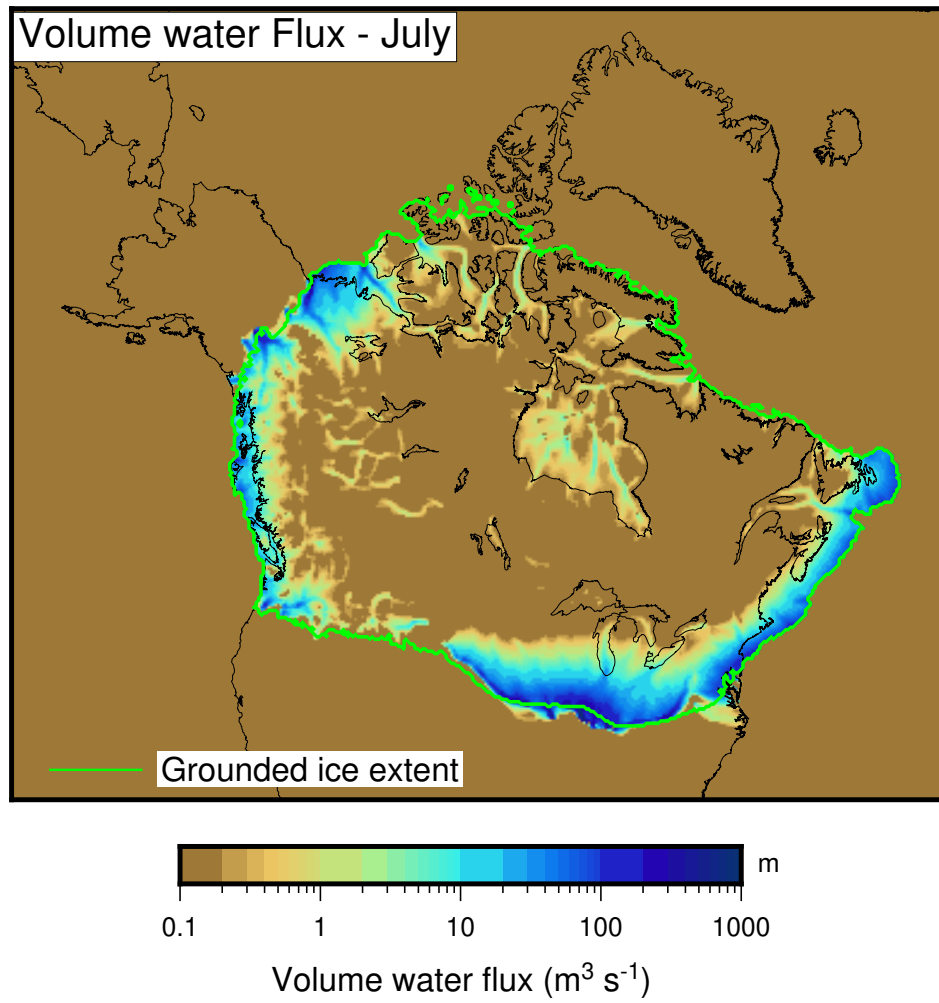 Volume water Flux - July
Grounded ice extent
m
0.1 1 10 100 1000
Volume water flux (m³ s⁻¹)